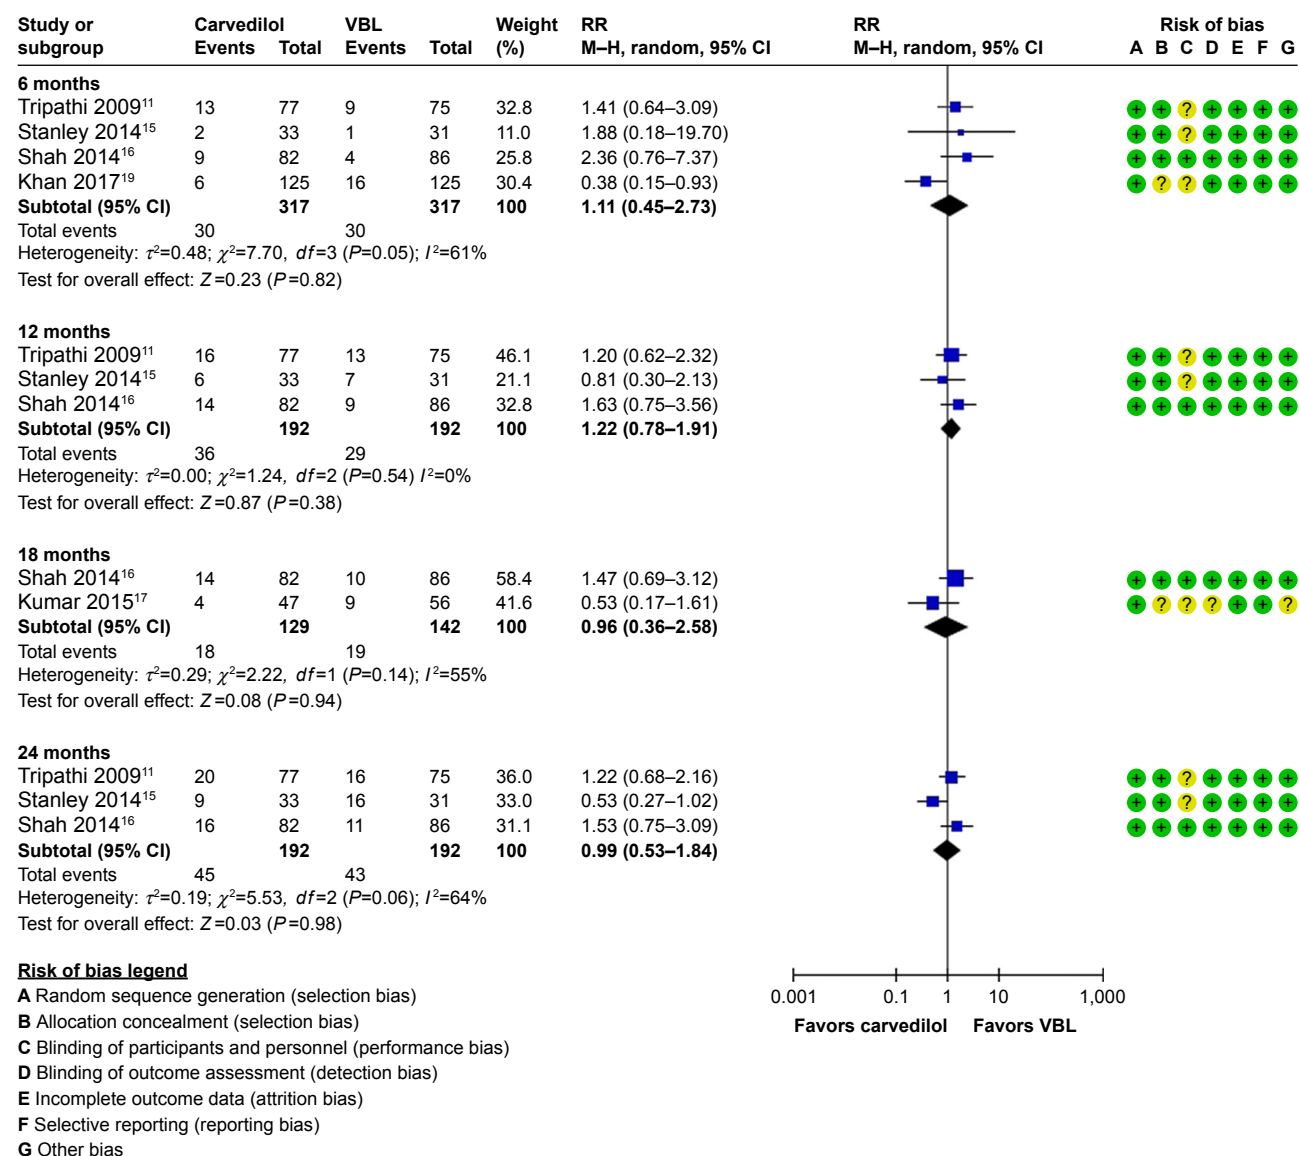 Study or subgroup Carvedilol Events Total VBL Events Total Weight (%) RR M–H, random, 95% CI RR M–H, random, 95% CI Risk of bias A B C D E F G
6 months
Tripathi 2009¹¹ 13 77 9 75 32.8 1.41 (0.64–3.09) + + ? + + + +
Stanley 2014¹⁵ 2 33 1 31 11.0 1.88 (0.18–19.70) + + ? + + + +
Shah 2014¹⁶ 9 82 4 86 25.8 2.36 (0.76–7.37) + + + + + + +
Khan 2017¹⁹ 6 125 16 125 30.4 0.38 (0.15–0.93) + ? ? + + + +
Subtotal (95% CI) 317 317 100 1.11 (0.45–2.73)
Total events 30 30
Heterogeneity: τ²=0.48; χ²=7.70, df=3 (P=0.05); I²=61%
Test for overall effect: Z=0.23 (P=0.82)
12 months
Tripathi 2009¹¹ 16 77 13 75 46.1 1.20 (0.62–2.32) + + ? + + + +
Stanley 2014¹⁵ 6 33 7 31 21.1 0.81 (0.30–2.13) + + ? + + + +
Shah 2014¹⁶ 14 82 9 86 32.8 1.63 (0.75–3.56) + + + + + + +
Subtotal (95% CI) 192 192 100 1.22 (0.78–1.91)
Total events 36 29
Heterogeneity: τ²=0.00; χ²=1.24, df=2 (P=0.54) I²=0%
Test for overall effect: Z=0.87 (P=0.38)
18 months
Shah 2014¹⁶ 14 82 10 86 58.4 1.47 (0.69–3.12) + + + + + + +
Kumar 2015¹⁷ 4 47 9 56 41.6 0.53 (0.17–1.61) + ? ? ? + + ?
Subtotal (95% CI) 129 142 100 0.96 (0.36–2.58)
Total events 18 19
Heterogeneity: τ²=0.29; χ²=2.22, df=1 (P=0.14); I²=55%
Test for overall effect: Z=0.08 (P=0.94)
24 months
Tripathi 2009¹¹ 20 77 16 75 36.0 1.22 (0.68–2.16) + + ? + + + +
Stanley 2014¹⁵ 9 33 16 31 33.0 0.53 (0.27–1.02) + + ? + + + +
Shah 2014¹⁶ 16 82 11 86 31.1 1.53 (0.75–3.09) + + + + + + +
Subtotal (95% CI) 192 192 100 0.99 (0.53–1.84)
Total events 45 43
Heterogeneity: τ²=0.19; χ²=5.53, df=2 (P=0.06); I²=64%
Test for overall effect: Z=0.03 (P=0.98)
0.001 0.1 1 10 1,000
Favors carvedilol Favors VBL
Risk of bias legend
A Random sequence generation (selection bias)
B Allocation concealment (selection bias)
C Blinding of participants and personnel (performance bias)
D Blinding of outcome assessment (detection bias)
E Incomplete outcome data (attrition bias)
F Selective reporting (reporting bias)
G Other bias